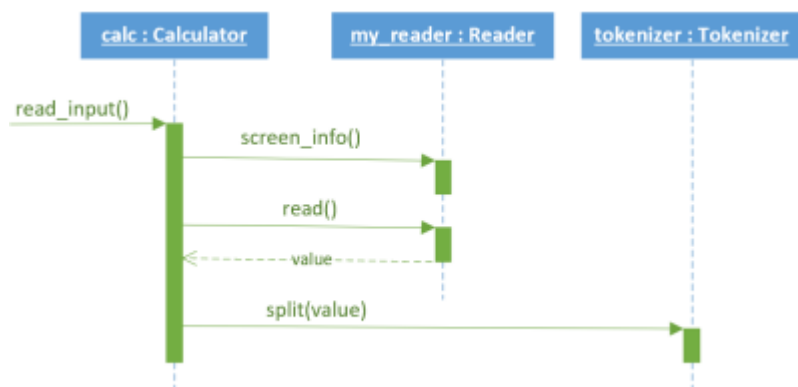 calc : Calculator
my_reader : Reader
tokenizer : Tokenizer
read_input()
screen_info()
read()
value
split(value)